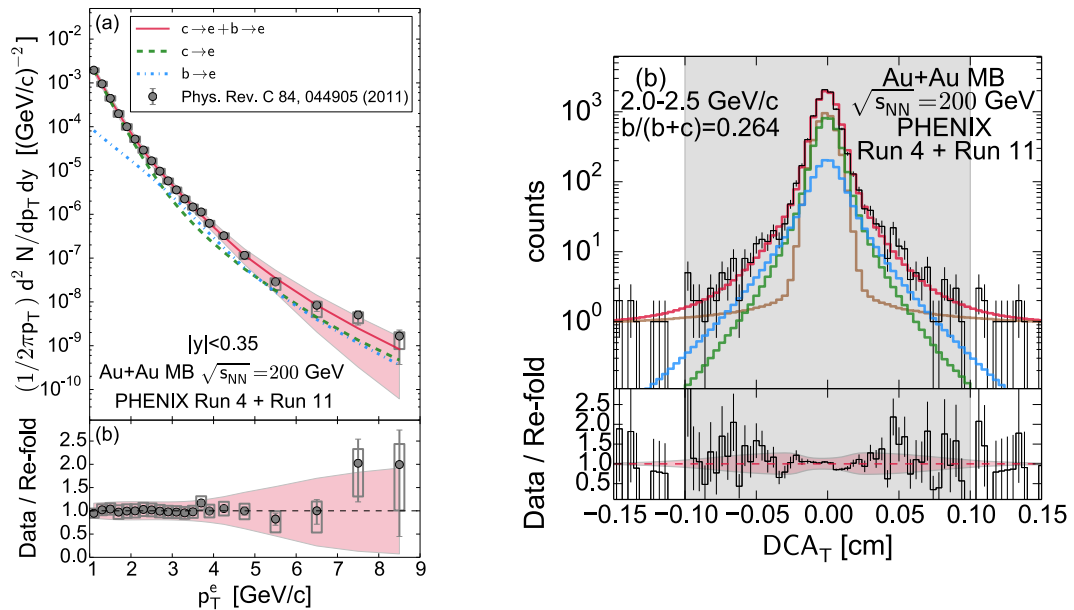 (a)
c→e+b→e
c→e
b→e
Phys. Rev. C 84, 044905 (2011)
(1/2πp_T) d² N/dp_T dy [(GeV/c)⁻²]
10⁻²
10⁻³
10⁻⁴
10⁻⁵
10⁻⁶
10⁻⁷
10⁻⁸
10⁻⁹
10⁻¹⁰
|y|<0.35
Au+Au MB √s_NN =200 GeV
PHENIX Run 4 + Run 11
(b)
Data / Re-fold
2.5
2.0
1.5
1.0
0.5
0.0
1 2 3 4 5 6 7 8 9
p_T^e [GeV/c]
(b)
2.0-2.5 GeV/c
b/(b+c)=0.264
Au+Au MB
√s_NN =200 GeV
PHENIX
Run 4 + Run 11
counts
10³
10²
10¹
10⁰
Data / Re-fold
2.5
2.0
1.5
1.0
0.5
−0.15 −0.10 −0.05 0.00 0.05 0.10 0.15
DCA_T [cm]